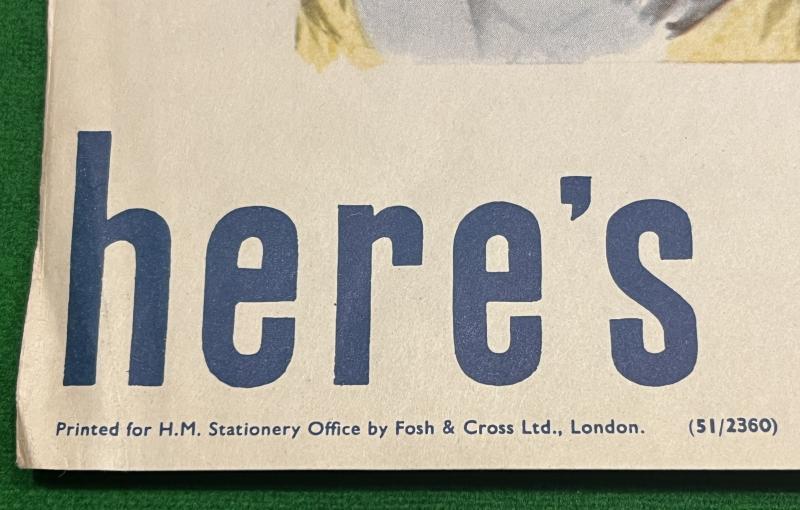 here's
Printed for H.M. Stationery Office by Fosh & Cross Ltd., London. (51/2360)